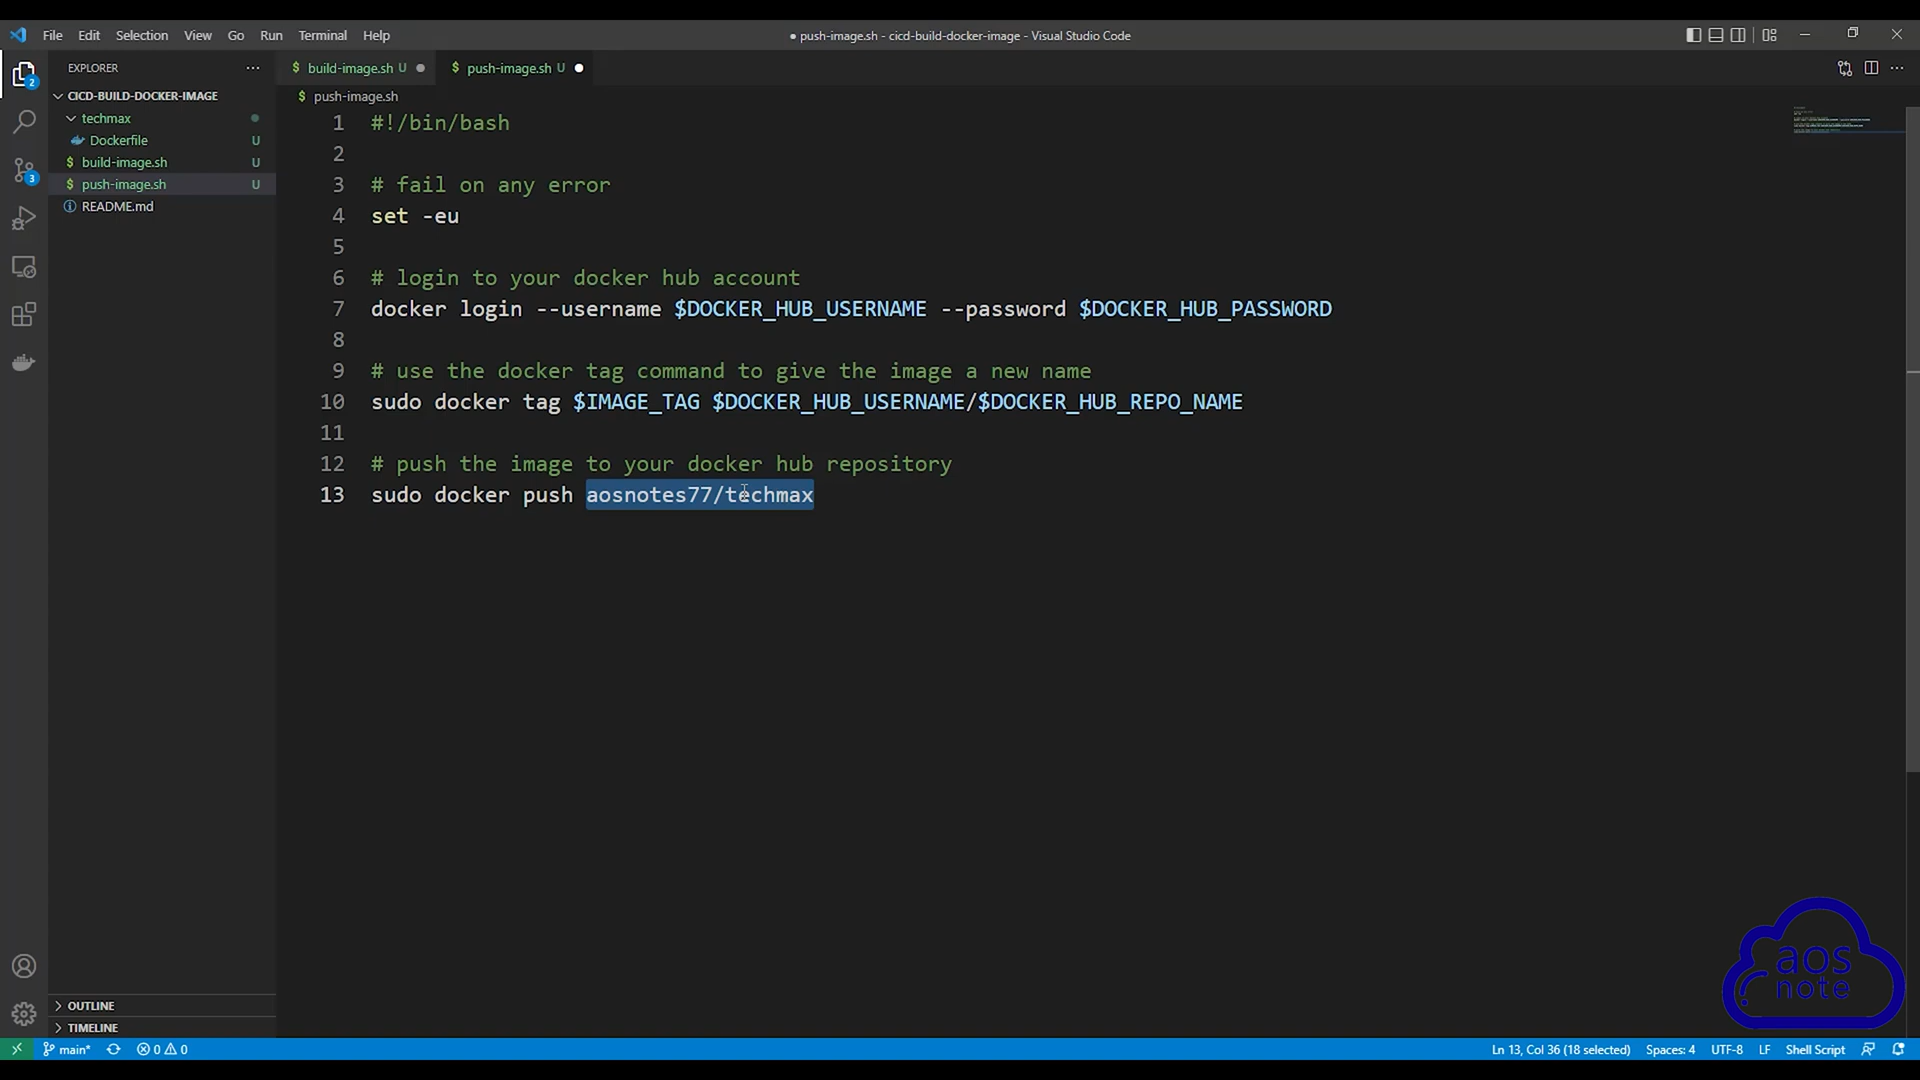 File Edit Selection View Go Run Terminal Help
● push-image.sh - cicd-build-docker-image - Visual Studio Code
EXPLORER
CICD-BUILD-DOCKER-IMAGE
techmax
Dockerfile U
build-image.sh U
push-image.sh U
README.md
2
3
$ build-image.sh U
$ push-image.sh U
$ push-image.sh
1 #!/bin/bash
2
3 # fail on any error
4 set -eu
5
6 # login to your docker hub account
7 docker login --username $DOCKER_HUB_USERNAME --password $DOCKER_HUB_PASSWORD
8
9 # use the docker tag command to give the image a new name
10 sudo docker tag $IMAGE_TAG $DOCKER_HUB_USERNAME/$DOCKER_HUB_REPO_NAME
11
12 # push the image to your docker hub repository
13 sudo docker push aosnotes77/techmax
aos
note
OUTLINE
TIMELINE
main* 0 0
Ln 13, Col 36 (18 selected) Spaces: 4 UTF-8 LF Shell Script